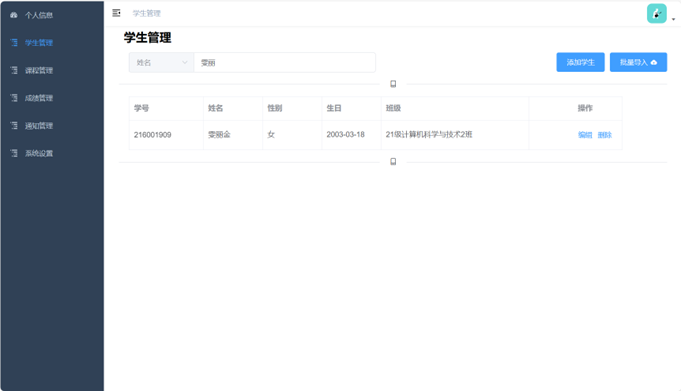 个人信息
学生管理
课程管理
成绩管理
通知管理
系统设置
学生管理
学生管理
姓名 雯丽
添加学生 批量导入
学号 姓名 性别 生日 班级 操作
216001909 雯丽金 女 2003-03-18 21级计算机科学与技术2班 编辑 删除